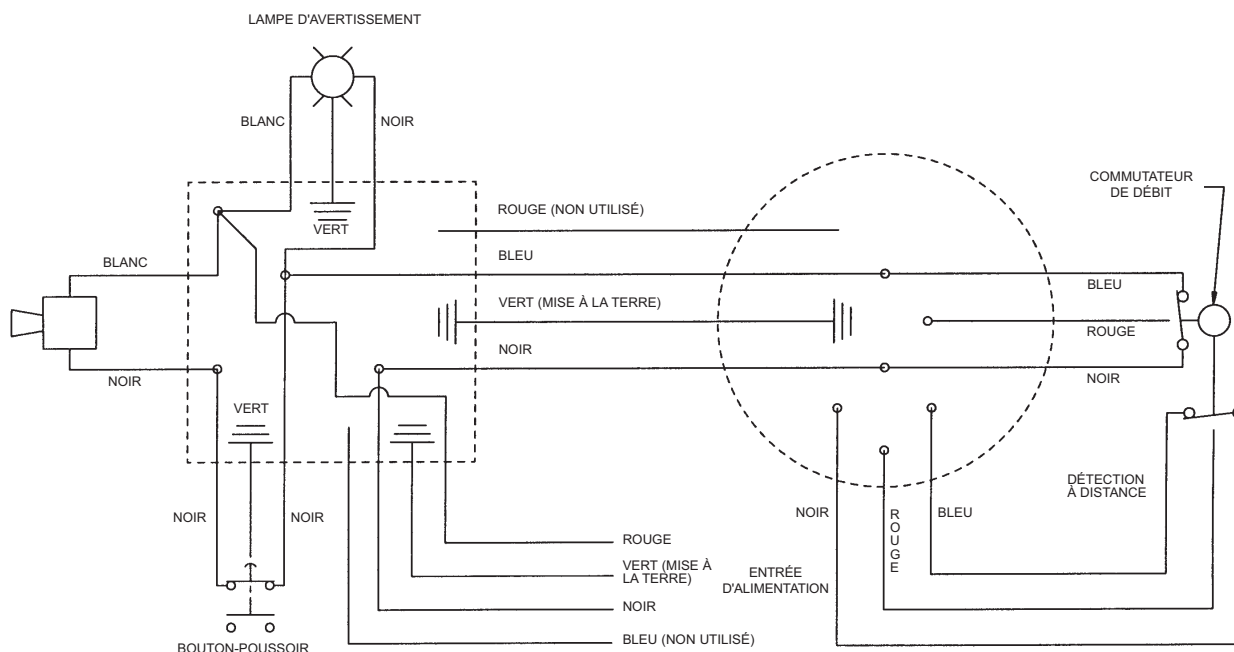 LAMPE D'AVERTISSEMENT
BLANC
NOIR
VERT
BLANC
NOIR
VERT
NOIR
NOIR
BOUTON-POUSSOIR
ROUGE (NON UTILISÉ)
BLEU
VERT (MISE À LA TERRE)
NOIR
ROUGE
VERT (MISE À
LA TERRE)
NOIR
BLEU (NON UTILISÉ)
ENTRÉE
D'ALIMENTATION
COMMUTATEUR
DE DÉBIT
BLEU
ROUGE
NOIR
DÉTECTION
À DISTANCE
NOIR
ROUGE
BLEU